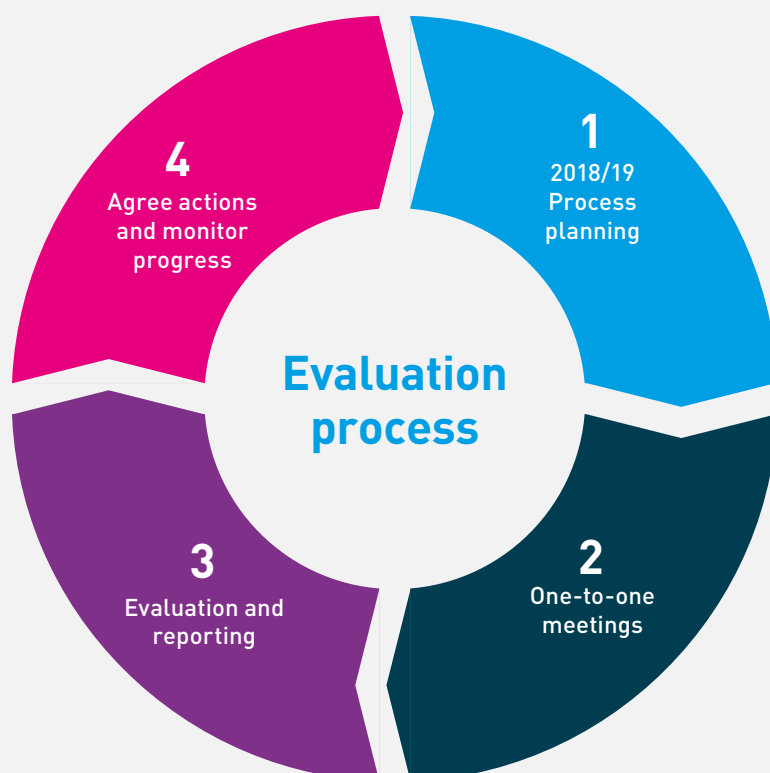 1
2018/19
Process
planning
2
One-to-one
meetings
3
Evaluation and
reporting
4
Agree actions
and monitor
progress
Evaluation
process